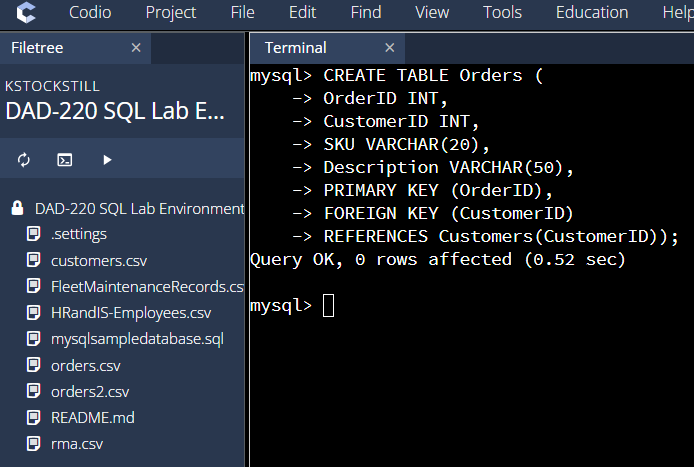 Codio Project File Edit Find View Tools Education Help
Filetree ×
Terminal ×
KSTOCKSTILL
DAD-220 SQL Lab E...
DAD-220 SQL Lab Environment
.settings
customers.csv
FleetMaintenanceRecords.csv
HRandIS-Employees.csv
mysqlsampledatabase.sql
orders.csv
orders2.csv
README.md
rma.csv
mysql> CREATE TABLE Orders (
-> OrderID INT,
-> CustomerID INT,
-> SKU VARCHAR(20),
-> Description VARCHAR(50),
-> PRIMARY KEY (OrderID),
-> FOREIGN KEY (CustomerID)
-> REFERENCES Customers(CustomerID));
Query OK, 0 rows affected (0.52 sec)
mysql>